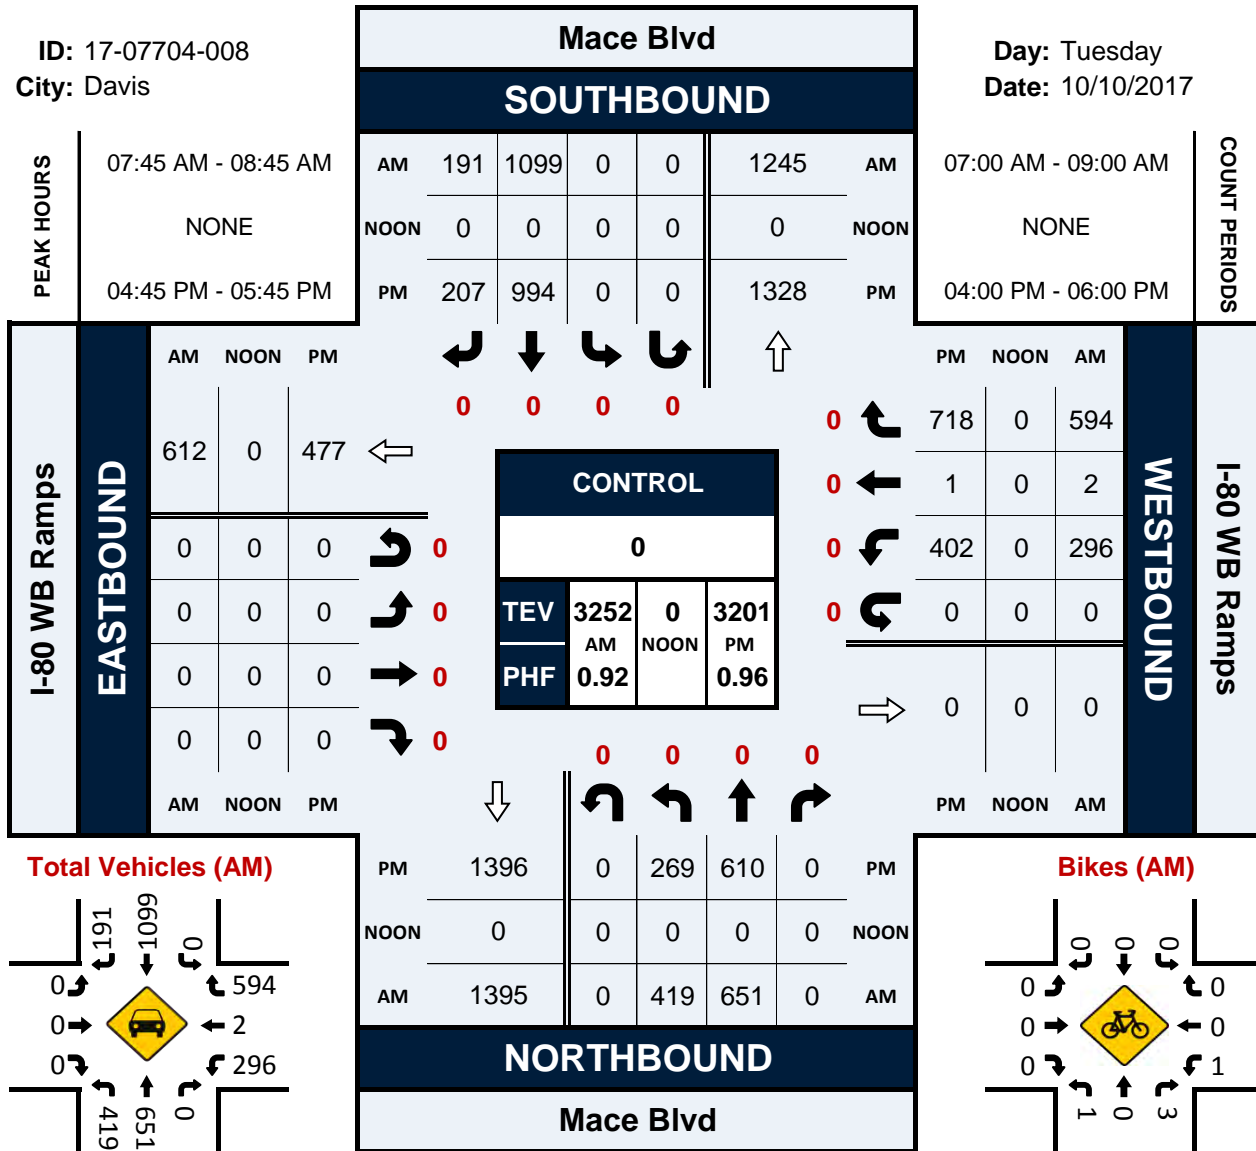 Mace Blvd
ID: 17-07704-008
City: Davis
Day: Tuesday
Date: 10/10/2017
SOUTHBOUND
PEAK HOURS
07:45 AM - 08:45 AM
NONE
04:45 PM - 05:45 PM
AM 191 1099 0 0 1245 AM
NOON 0 0 0 0 0 NOON
PM 207 994 0 0 1328 PM
07:00 AM - 09:00 AM
NONE
04:00 PM - 06:00 PM
COUNT PERIODS
0 0 0 0
I-80 WB Ramps
EASTBOUND
AM NOON PM
612 0 477
0 0 0 0
0 0 0 0
0 0 0 0
0 0 0 0
AM NOON PM
CONTROL
0
TEV 3252 0 3201
AM NOON PM
PHF 0.92 0.96
PM NOON AM
0 718 0 594
0 1 0 2
0 402 0 296
0 0 0 0
0 0 0
PM NOON AM
WESTBOUND
I-80 WB Ramps
0 0 0 0
PM 1396 0 269 610 0 PM
NOON 0 0 0 0 0 NOON
AM 1395 0 419 651 0 AM
NORTHBOUND
Mace Blvd
Total Vehicles (AM)
191 1099 0
0 594
0 2
0 296
419 651 0
Bikes (AM)
0 0 0
0 0
0 0
0 1
1 0 3